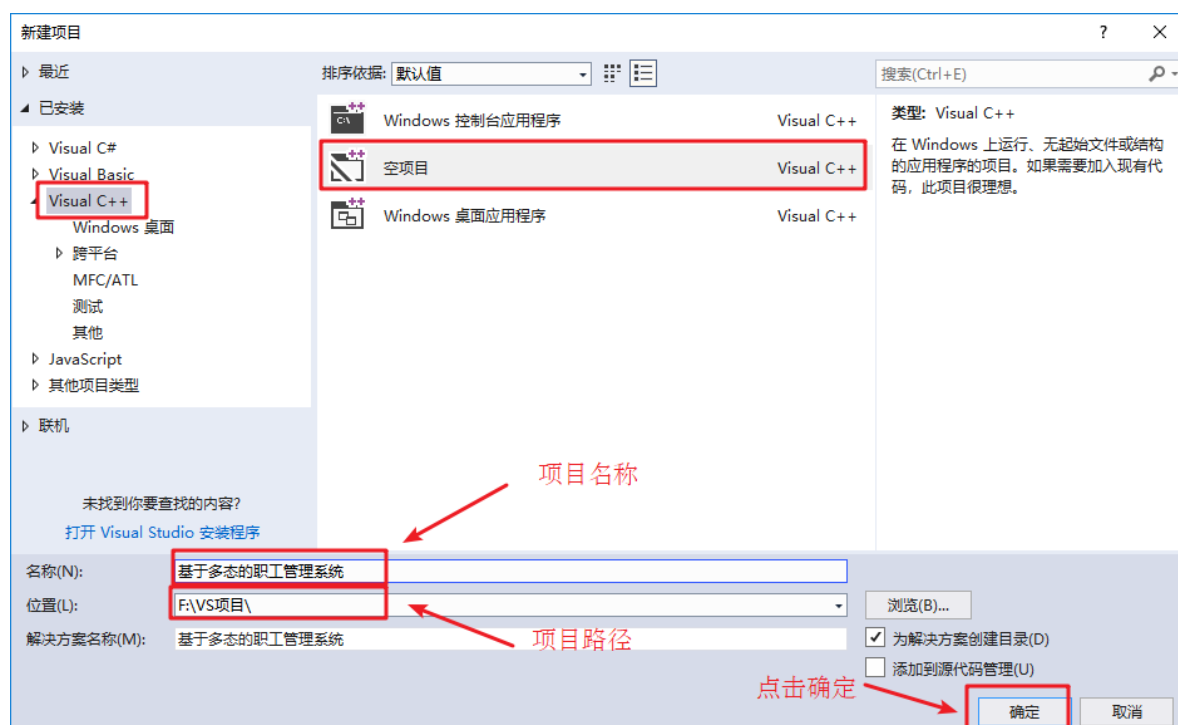 新建项目
?
最近
已安装
Visual C#
Visual Basic
Visual C++
Windows 桌面
跨平台
MFC/ATL
测试
其他
JavaScript
其他项目类型
联机
未找到你要查找的内容?
打开 Visual Studio 安装程序
排序依据: 默认值
Windows 控制台应用程序 Visual C++
空项目 Visual C++
Windows 桌面应用程序 Visual C++
搜索(Ctrl+E)
类型: Visual C++
在 Windows 上运行、无起始文件或结构
的应用程序的项目。如果需要加入现有代
码，此项目很理想。
项目名称
名称(N): 基于多态的职工管理系统
位置(L): F:\VS项目\ 浏览(B)...
项目路径
解决方案名称(M): 基于多态的职工管理系统
为解决方案创建目录(D)
添加到源代码管理(U)
点击确定
确定 取消